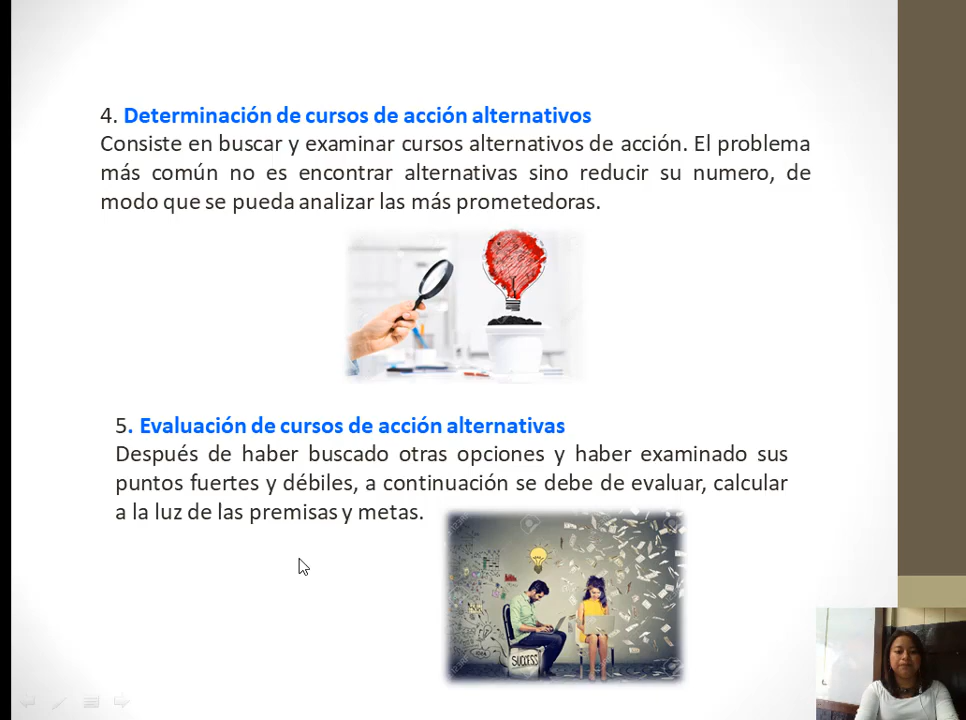 4. Determinación de cursos de acción alternativos
Consiste en buscar y examinar cursos alternativos de acción. El problema
más común no es encontrar alternativas sino reducir su numero, de
modo que se pueda analizar las más prometedoras.
5. Evaluación de cursos de acción alternativas
Después de haber buscado otras opciones y haber examinado sus
puntos fuertes y débiles, a continuación se debe de evaluar, calcular
a la luz de las premisas y metas.
SUCCESS